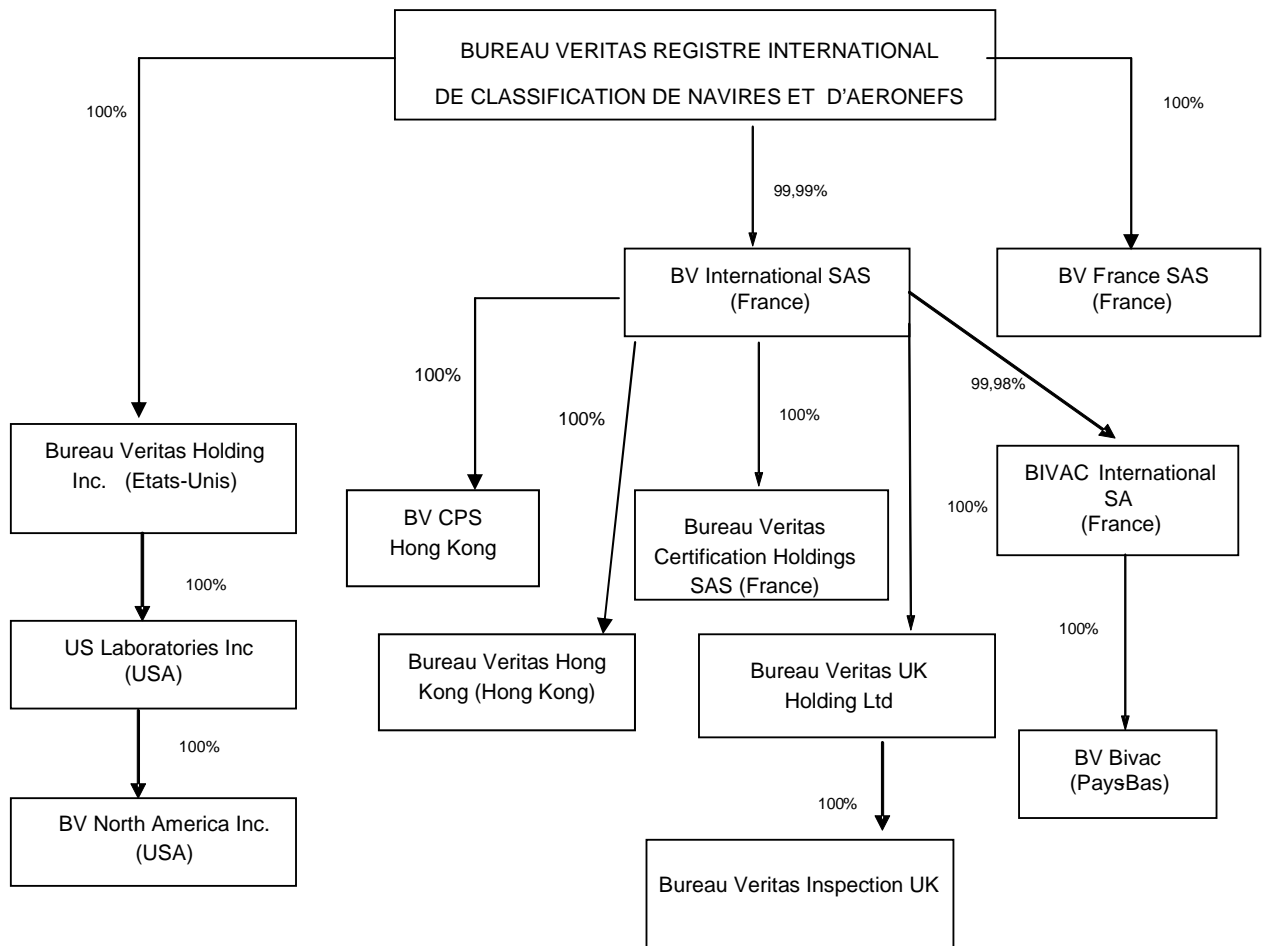 BUREAU VERITAS REGISTRE INTERNATIONAL
DE CLASSIFICATION DE NAVIRES ET D'AERONEFS
100%
100%
99,99%
BV International SAS
(France)
BV France SAS
(France)
100%
99,98%
100%
100%
Bureau Veritas Holding
Inc. (Etats-Unis)
BIVAC International
SA
(France)
100%
BV CPS
Hong Kong
Bureau Veritas
Certification Holdings
SAS (France)
100%
100%
US Laboratories Inc
(USA)
Bureau Veritas Hong
Kong (Hong Kong)
Bureau Veritas UK
Holding Ltd
100%
BV Bivac
(Pays-Bas)
100%
BV North America Inc.
(USA)
Bureau Veritas Inspection UK